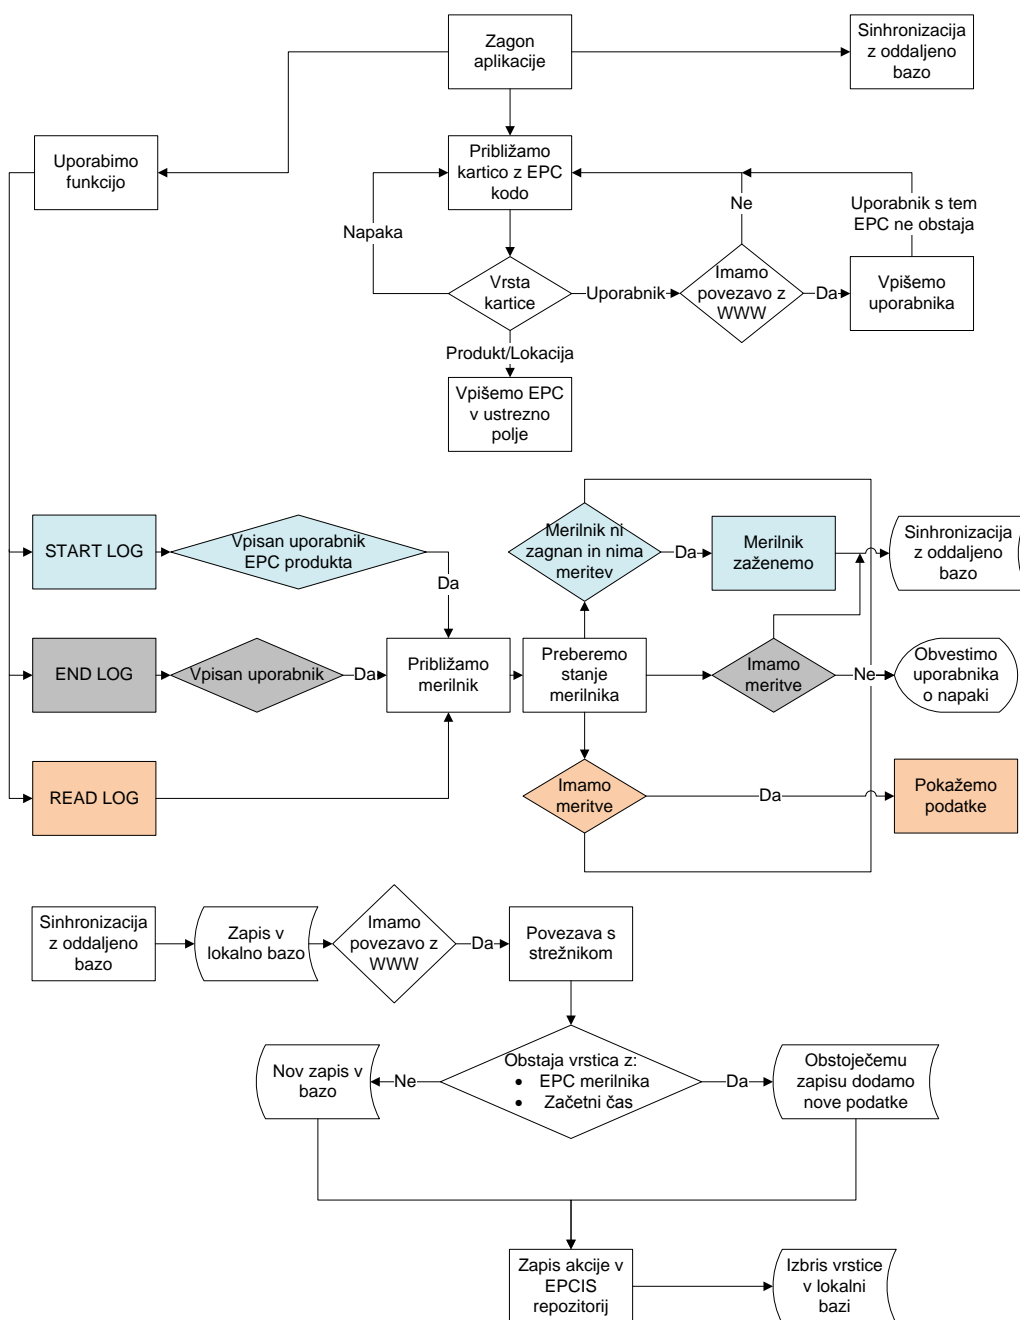 Zagon
aplikacije
Sinhronizacija
z oddaljeno
bazo
Uporabimo
funkcijo
Približamo
kartico z EPC
kodo
Napaka
Ne
Uporabnik s tem
EPC ne obstaja
Vrsta
kartice
Uporabnik
Imamo
povezavo z
WWW
Da
Vpišemo
uporabnika
Produkt/Lokacija
Vpišemo EPC
v ustrezno
polje
START LOG
Vpisan uporabnik
EPC produkta
Da
Merilnik ni
zagnan in nima
meritev
Da
Merilnik
zaženemo
Sinhronizacija
z oddaljeno
bazo
END LOG
Vpisan uporabnik
Da
Približamo
merilnik
Preberemo
stanje
merilnika
Imamo
meritve
Ne
Obvestimo
uporabnika
o napaki
READ LOG
Imamo
meritve
Da
Pokažemo
podatke
Sinhronizacija
z oddaljeno
bazo
Zapis v
lokalno bazo
Imamo
povezavo z
WWW
Da
Povezava s
strežnikom
Nov zapis v
bazo
Ne
Obstaja vrstica z:
• EPC merilnika
• Začetni čas
Da
Obstoječemu
zapisu dodamo
nove podatke
Zapis akcije v
EPCIS
repozitorij
Izbris vrstice
v lokalni
bazi